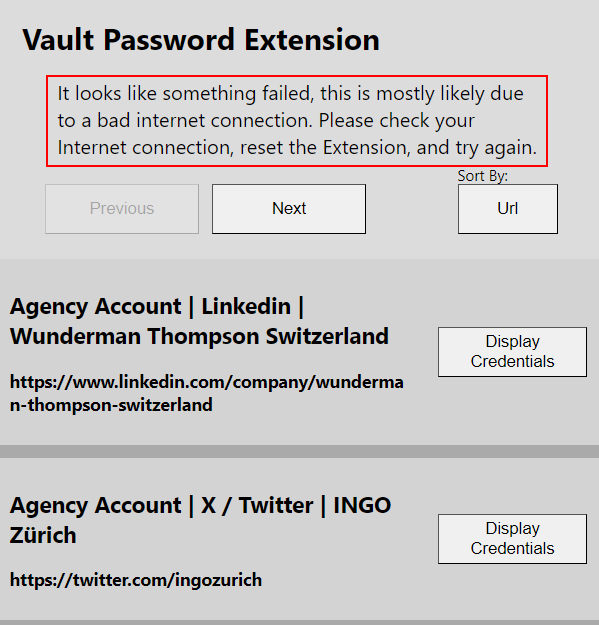 Vault Password Extension
It looks like something failed, this is mostly likely due
to a bad internet connection. Please check your
Internet connection, reset the Extension, and try again.
Sort By:
Previous
Next
Url
Agency Account | Linkedin |
Wunderman Thompson Switzerland
Display
Credentials
https://www.linkedin.com/company/wunderma
n-thompson-switzerland
Agency Account | X / Twitter | INGO
Zürich
Display
Credentials
https://twitter.com/ingozurich